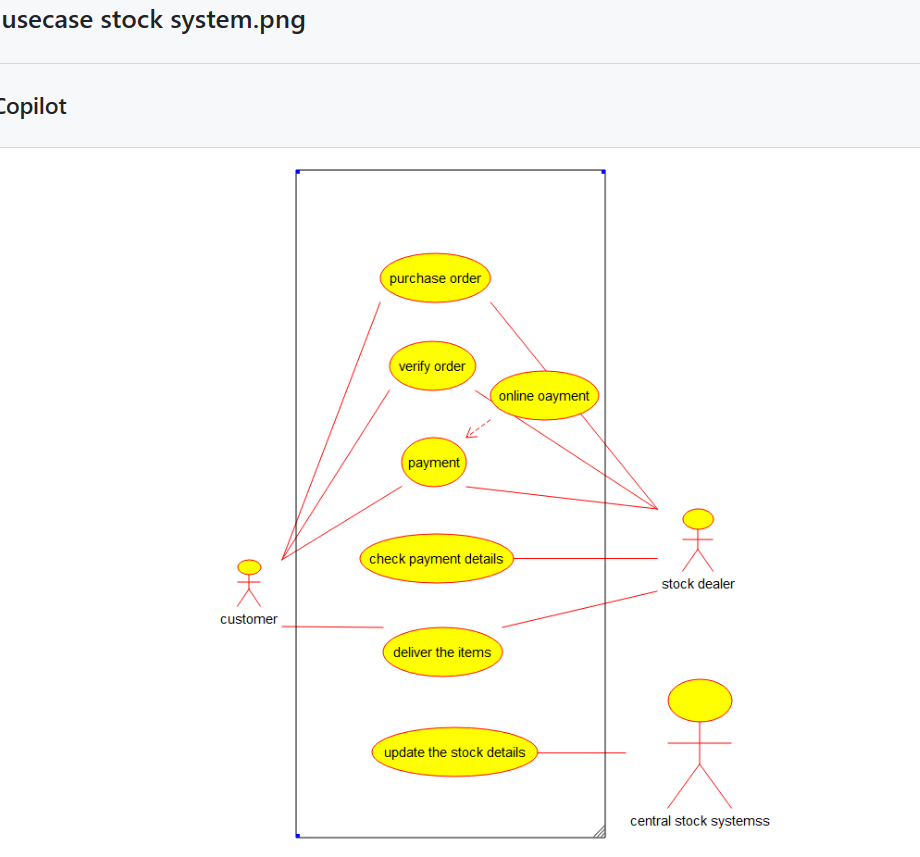 usecase stock system.png
Copilot
purchase order
verify order
online oayment
payment
check payment details
stock dealer
customer
deliver the items
update the stock details
central stock systemss